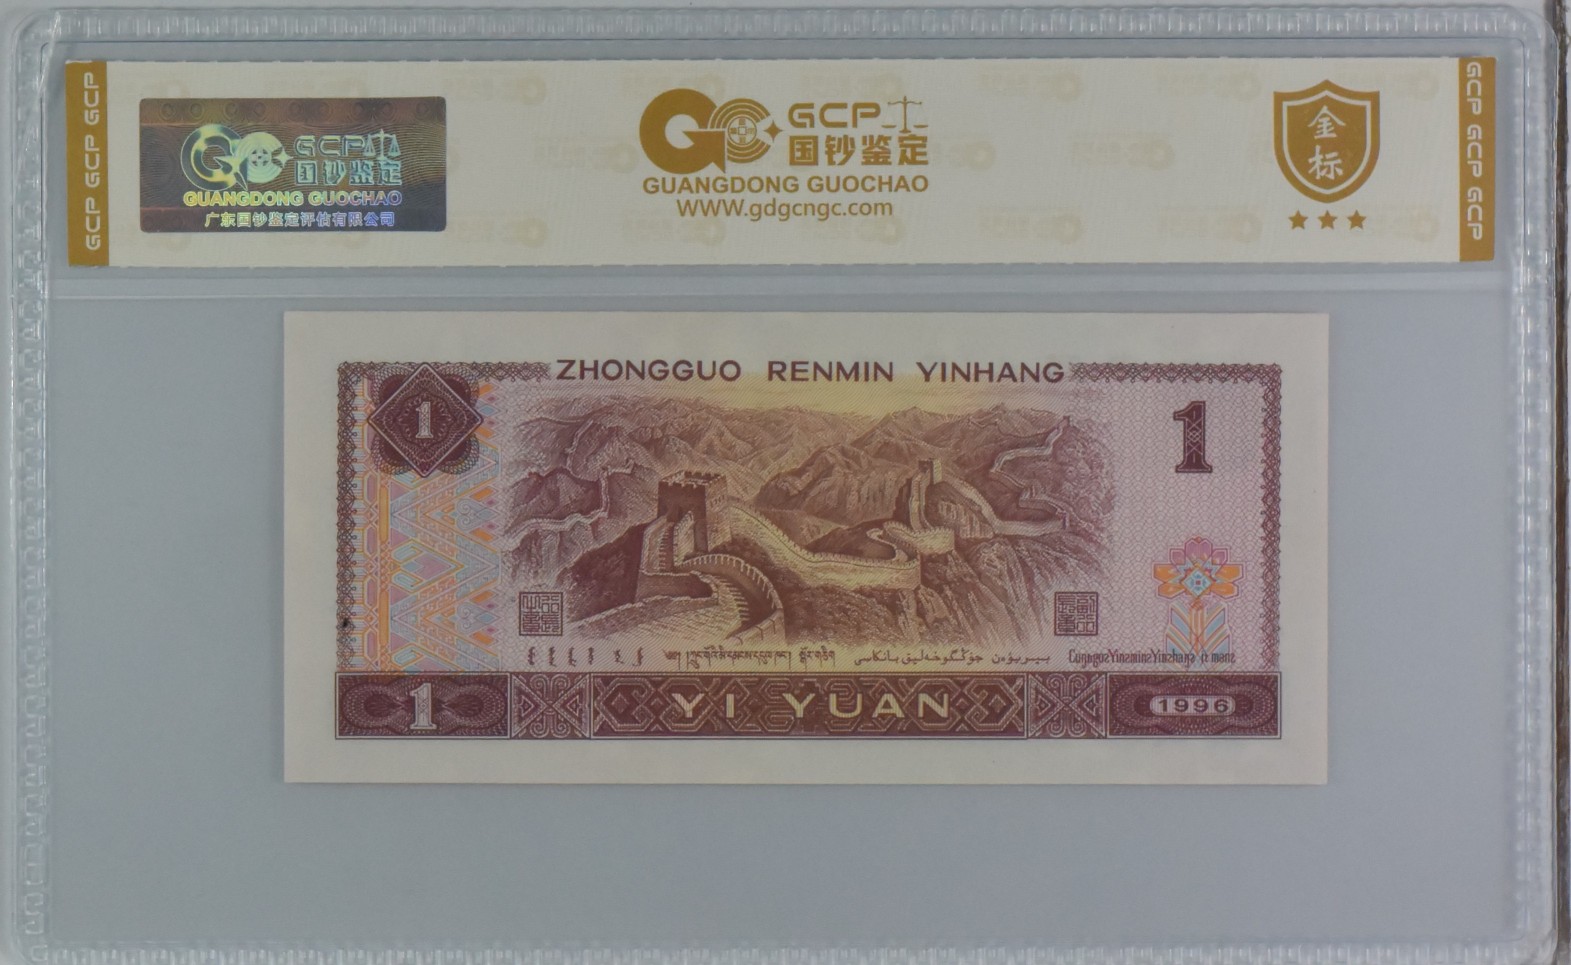 GCP GCP GCP
GCP
国钞鉴定
GUANGDONG GUOCHAO
广东国钞鉴定评估有限公司
GCP
国钞鉴定
GUANGDONG GUOCHAO
WWW.gdgcngc.com
金
标
GCP GCP GCP
ZHONGGUO RENMIN YINHANG
1
1
1
YI YUAN
1996